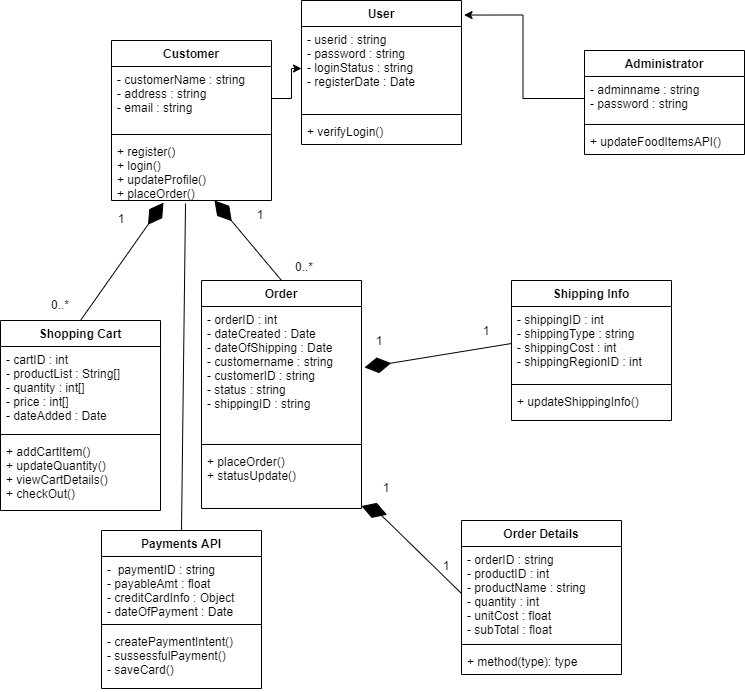 User
- userid : string
- password : string
- loginStatus : string
- registerDate : Date
+ verifyLogin()
Customer
- customerName : string
- address : string
- email : string
+ register()
+ login()
+ updateProfile()
+ placeOrder()
Administrator
- adminname : string
- password : string
+ updateFoodItemsAPI()
1
1
0..*
0..*
Shopping Cart
- cartID : int
- productList : String[]
- quantity : int[]
- price : int[]
- dateAdded : Date
+ addCartItem()
+ updateQuantity()
+ viewCartDetails()
+ checkOut()
Order
- orderID : int
- dateCreated : Date
- dateOfShipping : Date
- customername : string
- customerID : string
- status : string
- shippingID : string
+ placeOrder()
+ statusUpdate()
1
1
Shipping Info
- shippingID : int
- shippingType : string
- shippingCost : int
- shippingRegionID : int
+ updateShippingInfo()
1
1
Payments API
- paymentID : string
- payableAmt : float
- creditCardInfo : Object
- dateOfPayment : Date
- createPaymentIntent()
- sussessfulPayment()
- saveCard()
Order Details
- orderID : string
- productID : int
- productName : string
- quantity : int
- unitCost : float
- subTotal : float
+ method(type): type